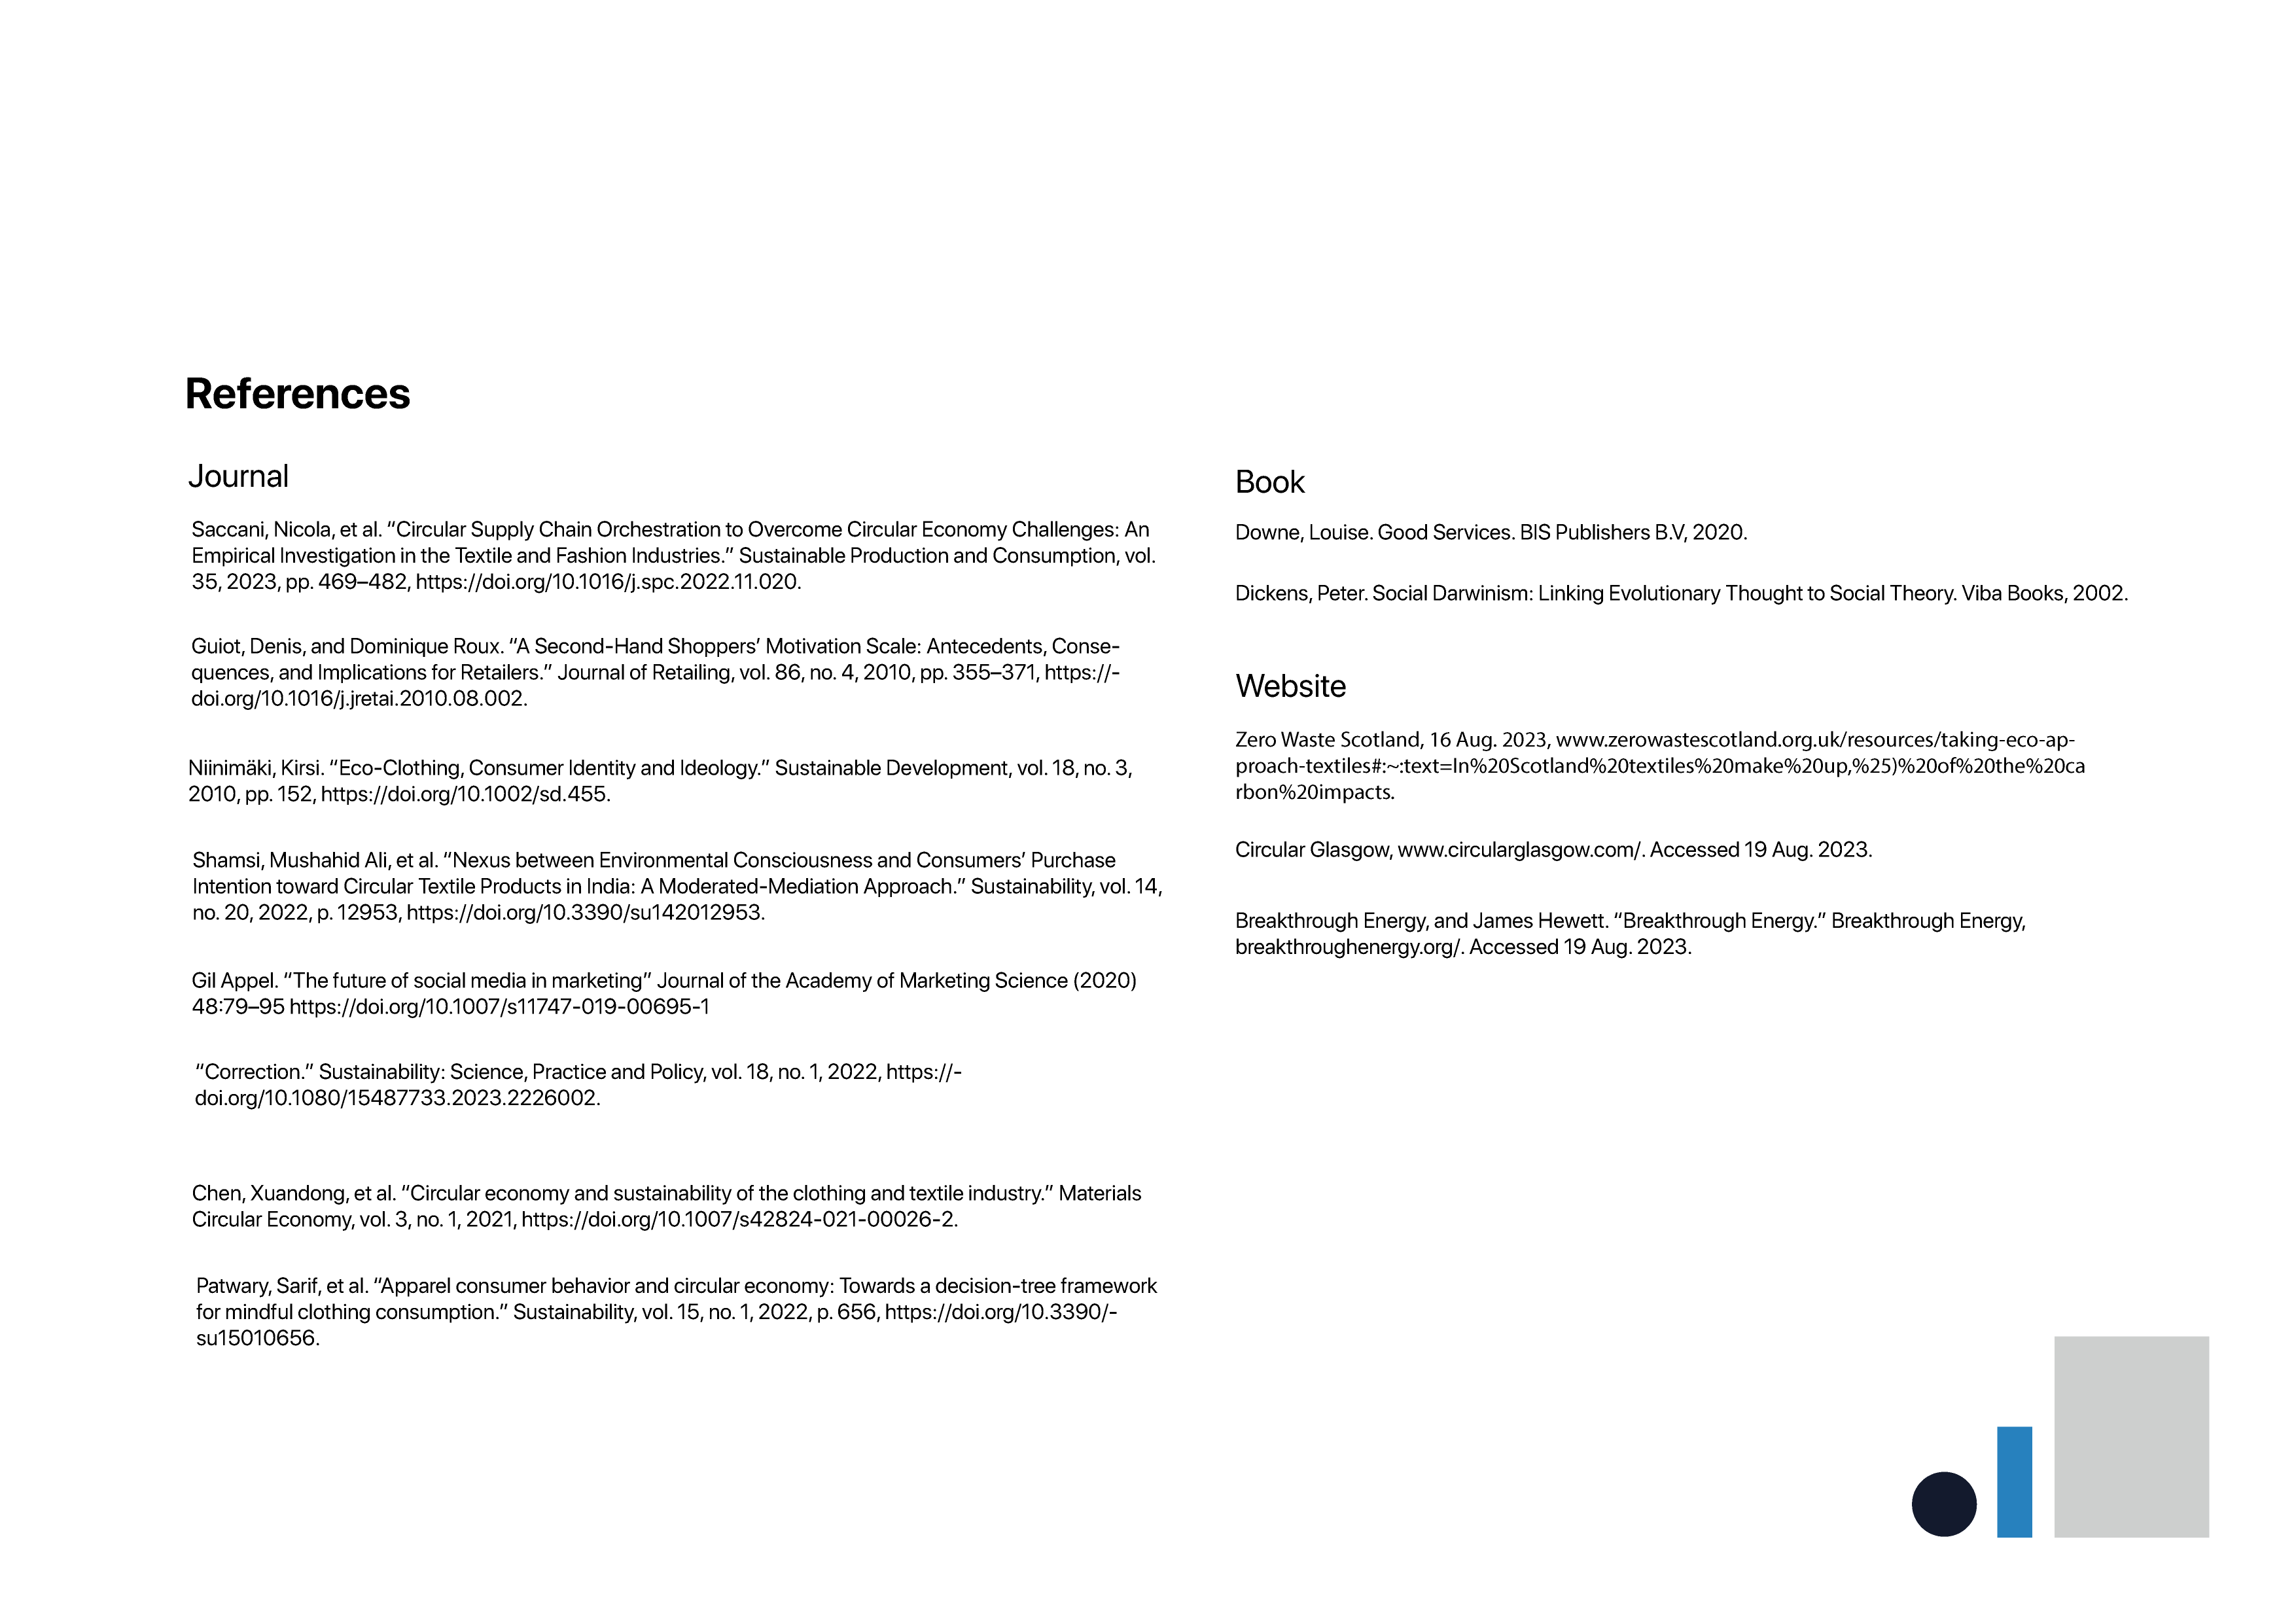 References
Journal
Saccani, Nicola, et al. “Circular Supply Chain Orchestration to Overcome Circular Economy Challenges: An
Empirical Investigation in the Textile and Fashion Industries.” Sustainable Production and Consumption, vol.
35, 2023, pp. 469–482, https://doi.org/10.1016/j.spc.2022.11.020.
Guiot, Denis, and Dominique Roux. “A Second-Hand Shoppers’ Motivation Scale: Antecedents, Conse-
quences, and Implications for Retailers.” Journal of Retailing, vol. 86, no. 4, 2010, pp. 355–371, https://-
doi.org/10.1016/j.jretai.2010.08.002.
Niinimäki, Kirsi. “Eco-Clothing, Consumer Identity and Ideology.” Sustainable Development, vol. 18, no. 3,
2010, pp. 152, https://doi.org/10.1002/sd.455.
Shamsi, Mushahid Ali, et al. “Nexus between Environmental Consciousness and Consumers’ Purchase
Intention toward Circular Textile Products in India: A Moderated-Mediation Approach.” Sustainability, vol. 14,
no. 20, 2022, p. 12953, https://doi.org/10.3390/su142012953.
Gil Appel. “The future of social media in marketing” Journal of the Academy of Marketing Science (2020)
48:79–95 https://doi.org/10.1007/s11747-019-00695-1
“Correction.” Sustainability: Science, Practice and Policy, vol. 18, no. 1, 2022, https://-
doi.org/10.1080/15487733.2023.2226002.
Chen, Xuandong, et al. “Circular economy and sustainability of the clothing and textile industry.” Materials
Circular Economy, vol. 3, no. 1, 2021, https://doi.org/10.1007/s42824-021-00026-2.
Patwary, Sarif, et al. “Apparel consumer behavior and circular economy: Towards a decision-tree framework
for mindful clothing consumption.” Sustainability, vol. 15, no. 1, 2022, p. 656, https://doi.org/10.3390/-
su15010656.
Book
Downe, Louise. Good Services. BIS Publishers B.V, 2020.
Dickens, Peter. Social Darwinism: Linking Evolutionary Thought to Social Theory. Viba Books, 2002.
Website
Zero Waste Scotland, 16 Aug. 2023, www.zerowastescotland.org.uk/resources/taking-eco-ap-
proach-textiles#:~:text=In%20Scotland%20textiles%20make%20up,%25)%20of%20the%20ca
rbon%20impacts.
Circular Glasgow, www.circularglasgow.com/. Accessed 19 Aug. 2023.
Breakthrough Energy, and James Hewett. “Breakthrough Energy.” Breakthrough Energy,
breakthroughenergy.org/. Accessed 19 Aug. 2023.